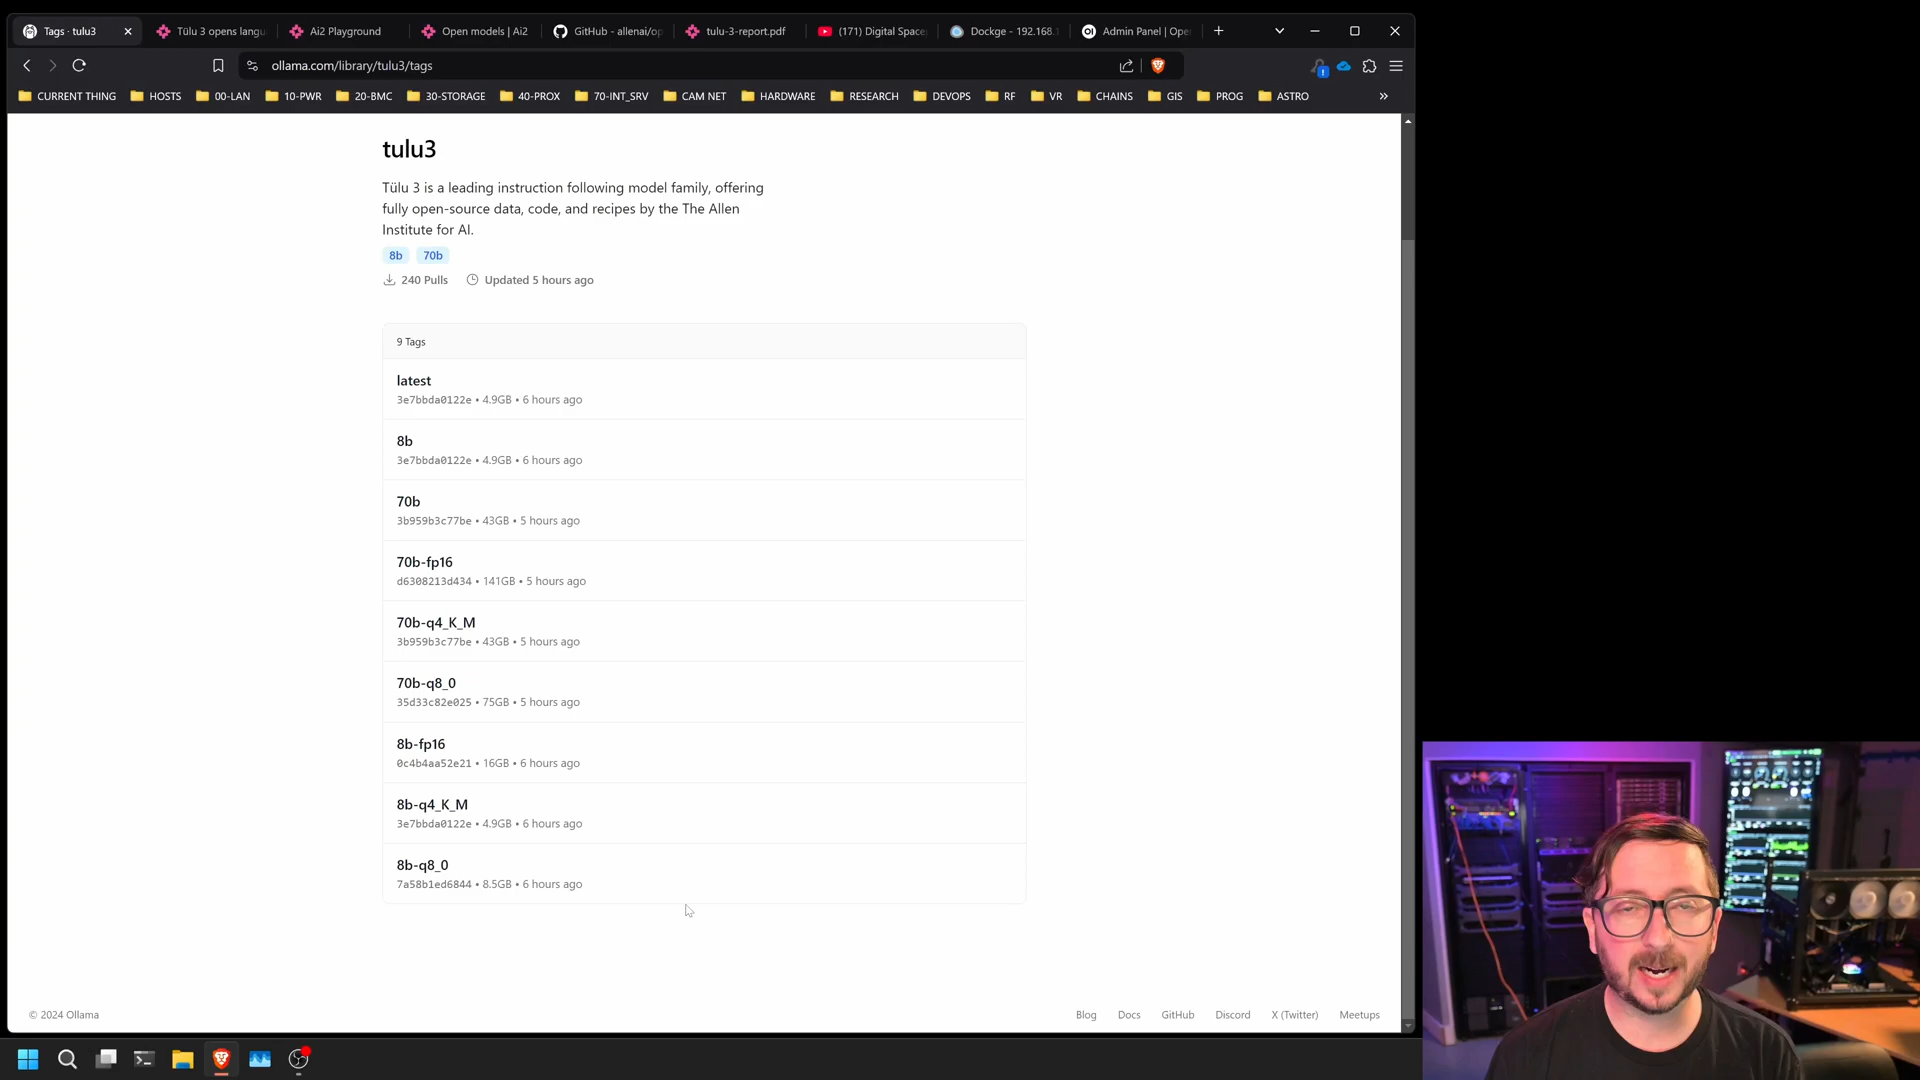 Tags · tulu3
Tülu 3 opens langu
Ai2 Playground
Open models | Ai2
GitHub - allenai/op
tulu-3-report.pdf
(171) Digital Space
Dockge - 192.168.
Admin Panel | Ope
ollama.com/library/tulu3/tags
CURRENT THING
HOSTS
00-LAN
10-PWR
20-BMC
30-STORAGE
40-PROX
70-INT_SRV
CAM NET
HARDWARE
RESEARCH
DEVOPS
RF
VR
CHAINS
GIS
PROG
ASTRO
tulu3
Tülu 3 is a leading instruction following model family, offering
fully open-source data, code, and recipes by the The Allen
Institute for AI.
8b 70b
240 Pulls Updated 5 hours ago
9 Tags
latest
3e7bbda0122e • 4.9GB • 6 hours ago
8b
3e7bbda0122e • 4.9GB • 6 hours ago
70b
3b959b3c77be • 43GB • 5 hours ago
70b-fp16
d6308213d434 • 141GB • 5 hours ago
70b-q4_K_M
3b959b3c77be • 43GB • 5 hours ago
70b-q8_0
35d33c82e025 • 75GB • 5 hours ago
8b-fp16
0c4b4aa52e21 • 16GB • 6 hours ago
8b-q4_K_M
3e7bbda0122e • 4.9GB • 6 hours ago
8b-q8_0
7a58b1ed6844 • 8.5GB • 6 hours ago
© 2024 Ollama
Blog Docs GitHub Discord X (Twitter) Meetups